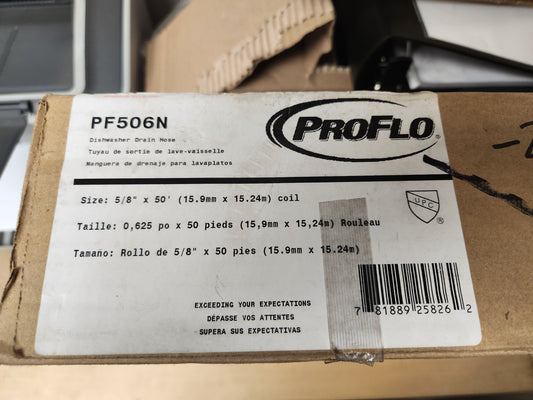 PF506N
Dishwasher Drain Hose
Tuyau de sortie de lave-vaisselle
Manguera de drenaje para lavaplatos
PROFLO®
Size: 5/8" x 50' (15.9mm x 15.24m) coil
Taille: 0,625 po x 50 pieds (15,9mm x 15,24m) Rouleau
Tamaño: Rollo de 5/8" x 50 pies (15.9mm x 15.24m)
UPC
EXCEEDING YOUR EXPECTATIONS
DÉPASSE VOS ATTENTES
SUPERA SUS EXPECTATIVAS
7 81889 25826 2